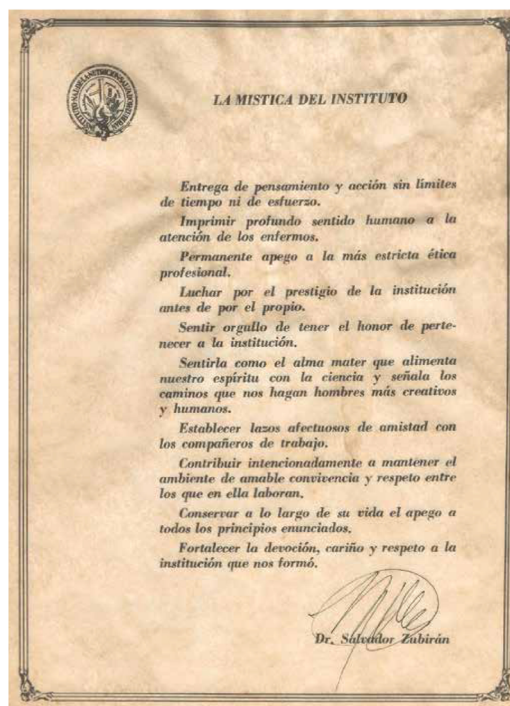 LA MISTICA DEL INSTITUTO
Entrega de pensamiento y acción sin límites
de tiempo ni de esfuerzo.
Imprimir profundo sentido humano a la
atención de los enfermos.
Permanente apego a la más estricta ética
profesional.
Luchar por el prestigio de la institución
antes de por el propio.
Sentir orgullo de tener el honor de perte-
necer a la institución.
Sentirla como el alma mater que alimenta
nuestro espíritu con la ciencia y señala los
caminos que nos hagan hombres más creativos
y humanos.
Establecer lazos afectuosos de amistad con
los compañeros de trabajo.
Contribuir intencionadamente a mantener el
ambiente de amable convivencia y respeto entre
los que en ella laboran.
Conservar a lo largo de su vida el apego a
todos los principios enunciados.
Fortalecer la devoción, cariño y respeto a la
institución que nos formó.
Dr. Salvador Zubirán